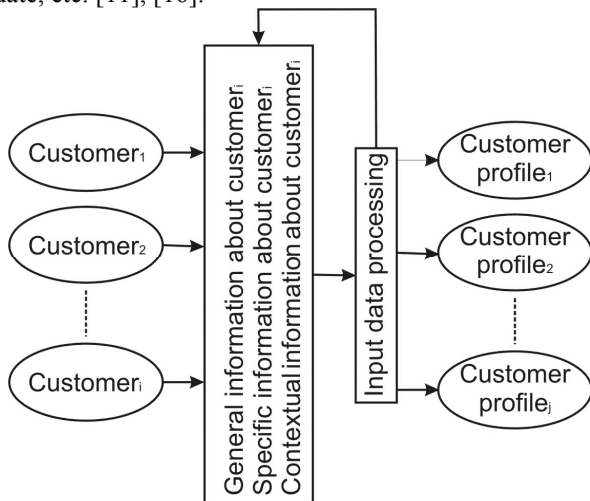 date, etc. [11], [16].
Customer₁
Customer₂
Customerᵢ
General information about customerᵢ
Specific information about customerᵢ
Contextual information about customerᵢ
Input data processing
Customer
profile₁
Customer
profile₂
Customer
profileⱼ